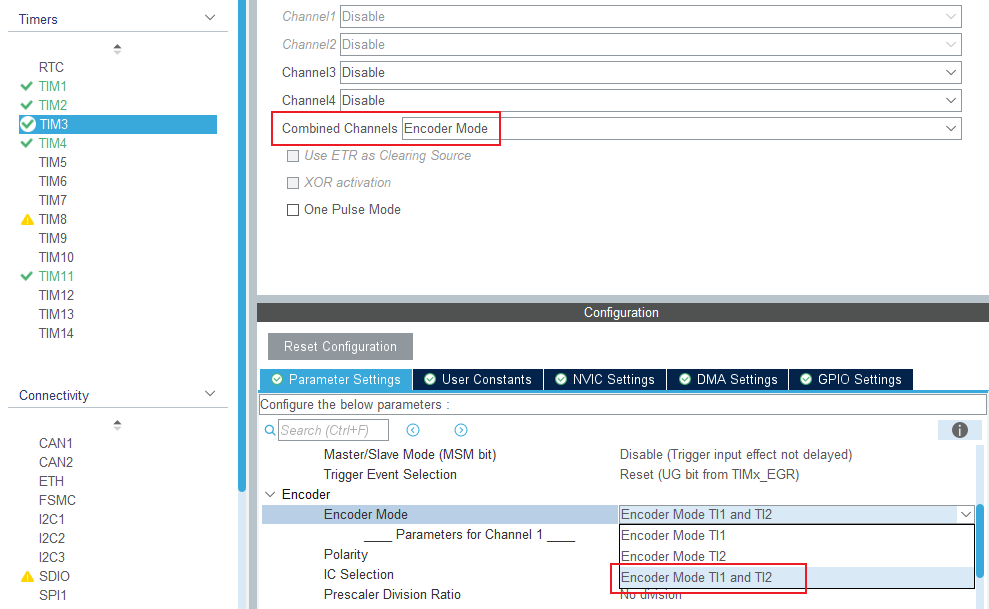 Timers
RTC
TIM1
TIM2
TIM3
TIM4
TIM5
TIM6
TIM7
TIM8
TIM9
TIM10
TIM11
TIM12
TIM13
TIM14
Connectivity
CAN1
CAN2
ETH
FSMC
I2C1
I2C2
I2C3
SDIO
SPI1
Channel1 Disable
Channel2 Disable
Channel3 Disable
Channel4 Disable
Combined Channels Encoder Mode
Use ETR as Clearing Source
XOR activation
One Pulse Mode
Configuration
Reset Configuration
Parameter Settings User Constants NVIC Settings DMA Settings GPIO Settings
Configure the below parameters :
Search (Ctrl+F)
Master/Slave Mode (MSM bit) Disable (Trigger input effect not delayed)
Trigger Event Selection Reset (UG bit from TIMx_EGR)
Encoder
Encoder Mode Encoder Mode TI1 and TI2
____ Parameters for Channel 1 ____ Encoder Mode TI1
Polarity Encoder Mode TI2
IC Selection Encoder Mode TI1 and TI2
Prescaler Division Ratio No division